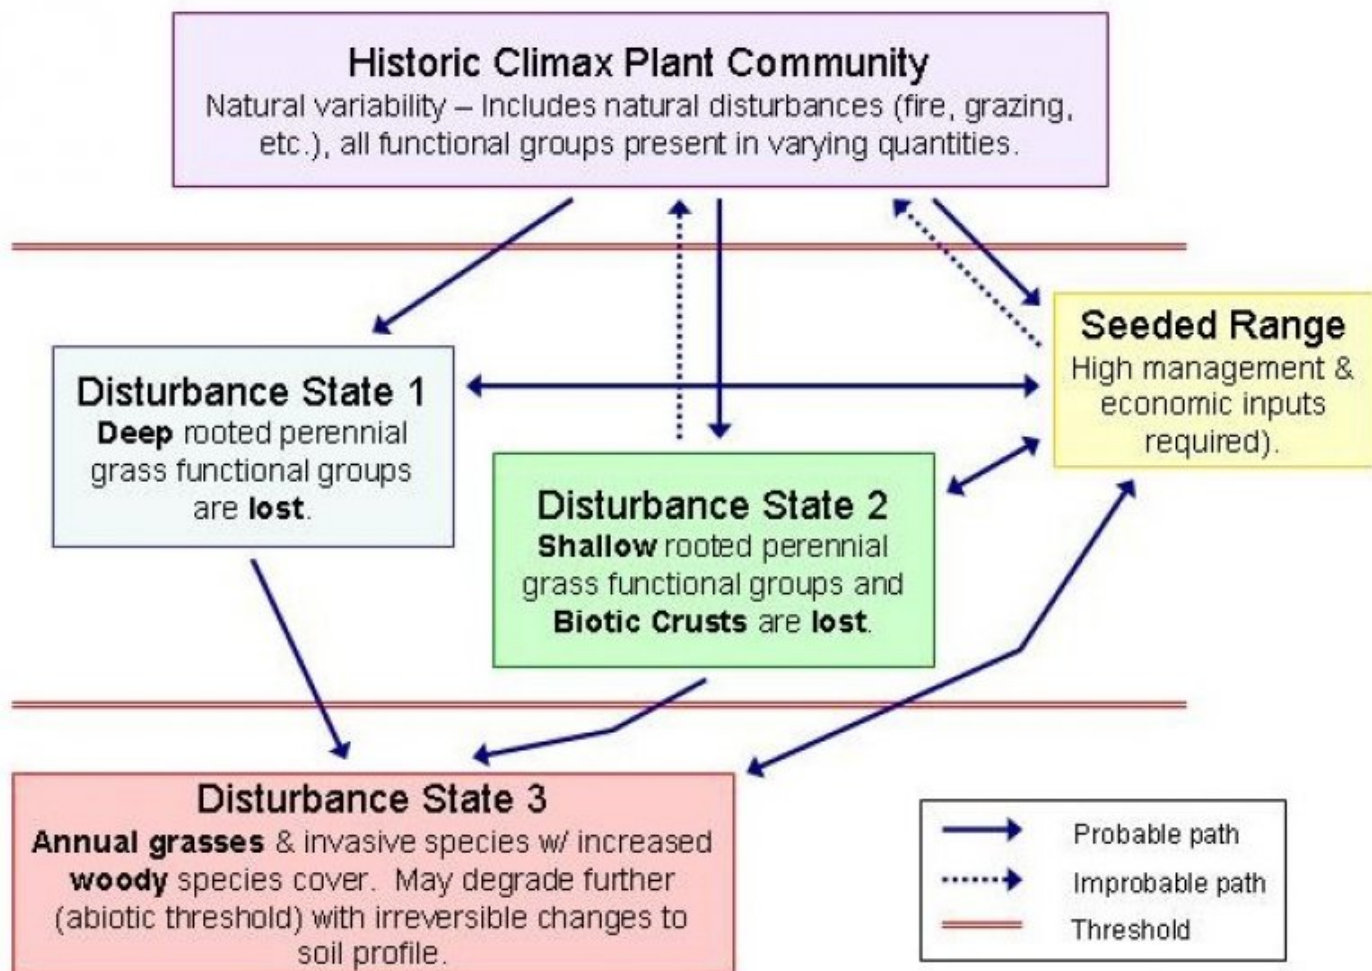 Historic Climax Plant Community
Natural variability – Includes natural disturbances (fire, grazing,
etc.), all functional groups present in varying quantities.
Seeded Range
High management &
economic inputs
required).
Disturbance State 1
Deep rooted perennial
grass functional groups
are lost.
Disturbance State 2
Shallow rooted perennial
grass functional groups and
Biotic Crusts are lost.
Disturbance State 3
Annual grasses & invasive species w/ increased
woody species cover. May degrade further
(abiotic threshold) with irreversible changes to
soil profile.
Probable path
Improbable path
Threshold